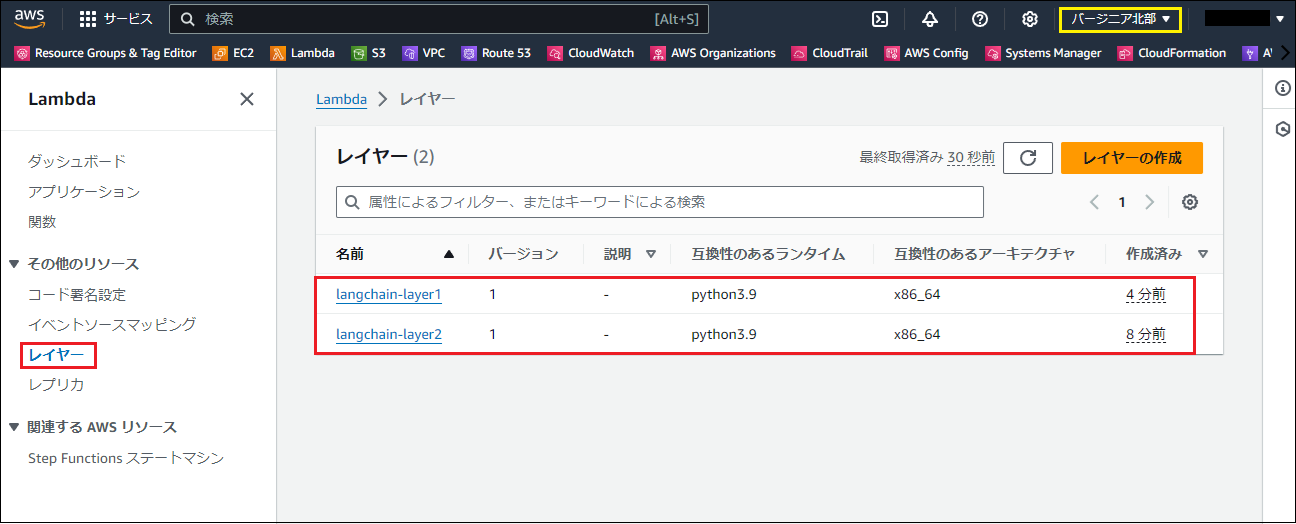 aws サービス 検索 [Alt+S] バージニア北部 ▼
Resource Groups & Tag Editor EC2 Lambda S3 VPC Route 53 CloudWatch AWS Organizations CloudTrail AWS Config Systems Manager CloudFormation
Lambda
ダッシュボード
アプリケーション
関数
その他のリソース
コード署名設定
イベントソースマッピング
レイヤー
レプリカ
関連する AWS リソース
Step Functions ステートマシン
Lambda > レイヤー
レイヤー (2) 最終取得済み 30 秒前 レイヤーの作成
属性によるフィルター、またはキーワードによる検索 1
名前 バージョン 説明 互換性のあるランタイム 互換性のあるアーキテクチャ 作成済み
langchain-layer1 1 - python3.9 x86_64 4 分前
langchain-layer2 1 - python3.9 x86_64 8 分前